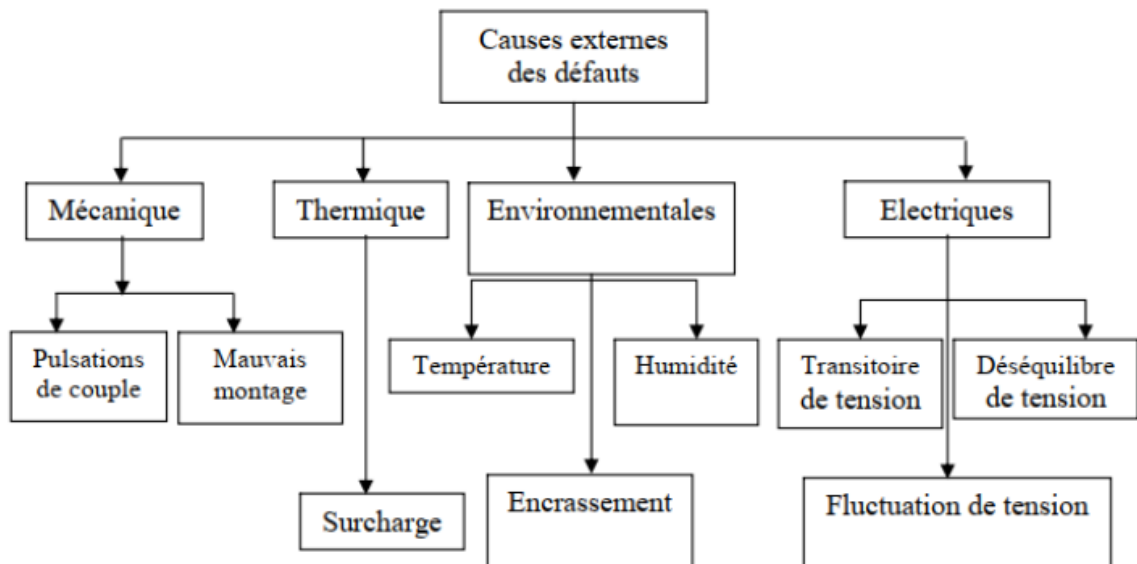 Causes externes
des défauts
Mécanique
Thermique
Environnementales
Electriques
Pulsations
de couple
Mauvais
montage
Température
Humidité
Transitoire
de tension
Déséquilibre
de tension
Surcharge
Encrassement
Fluctuation de tension